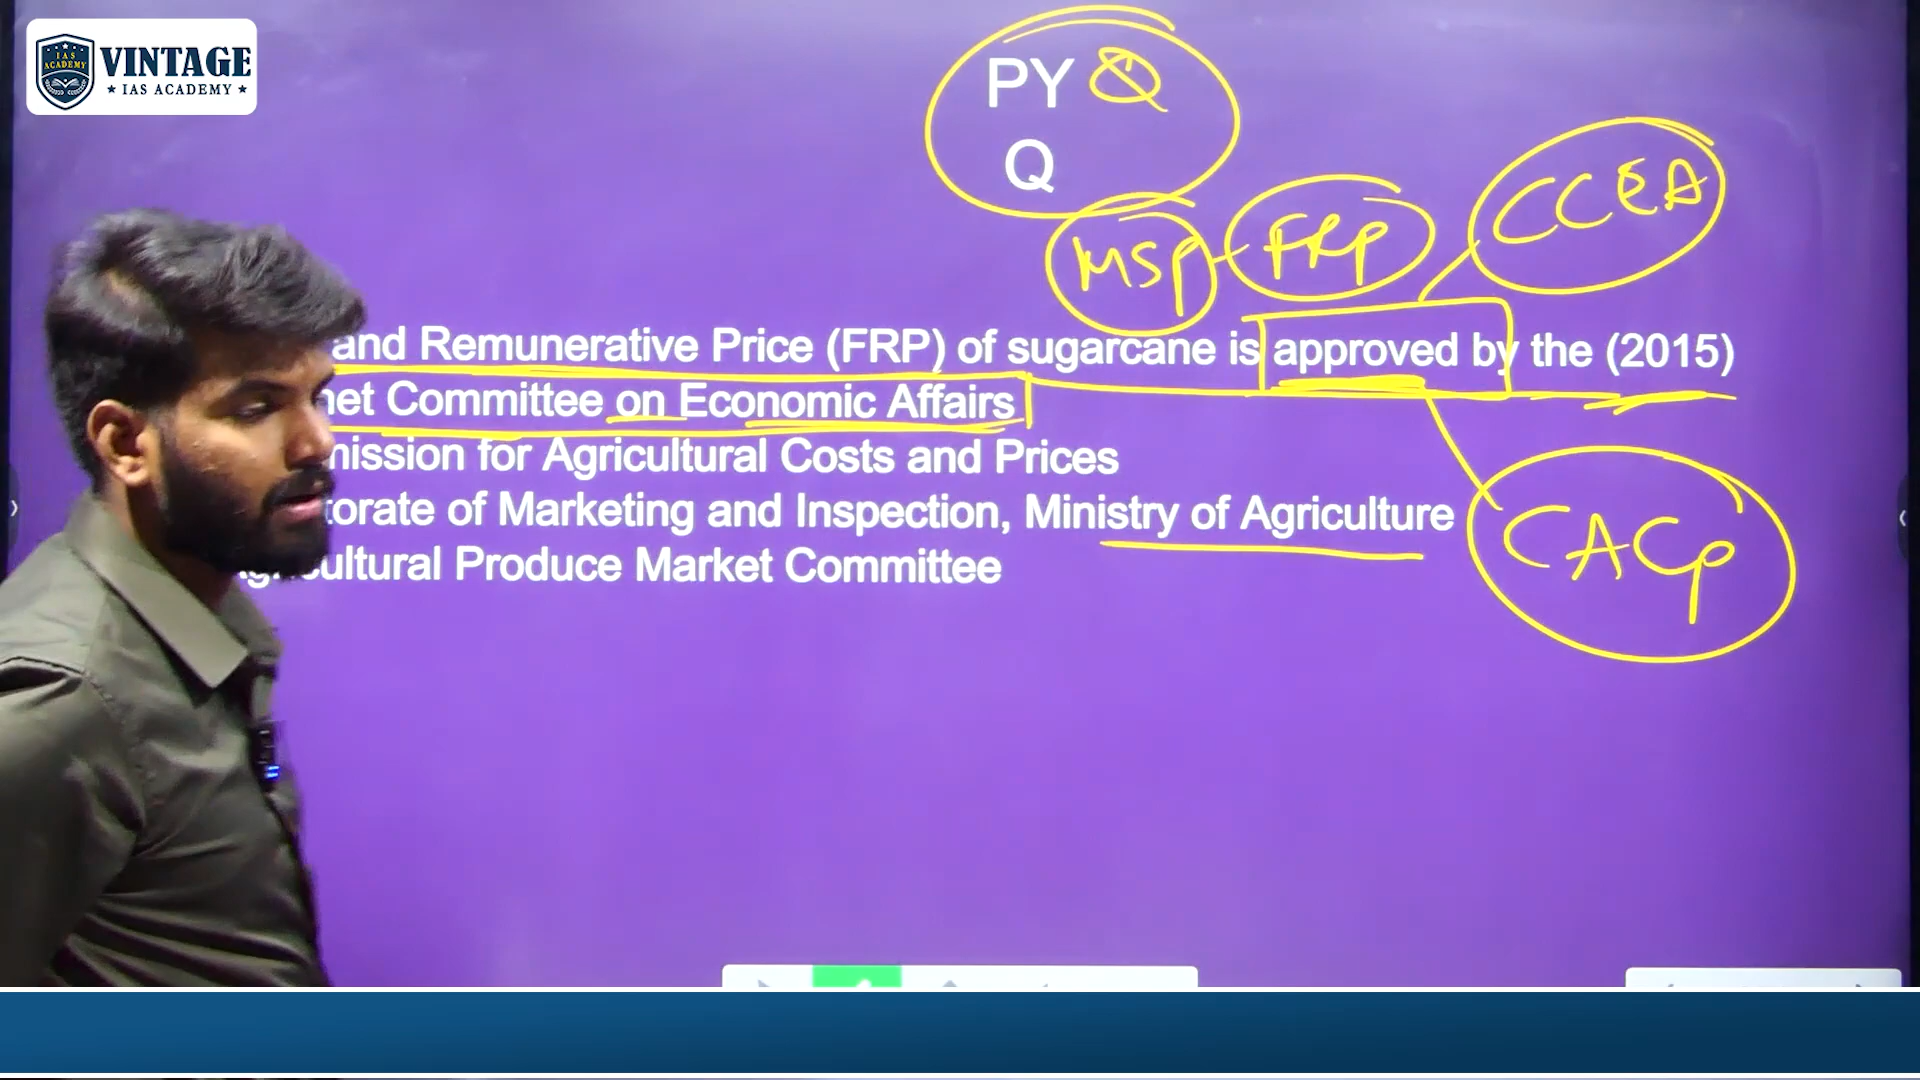 VINTAGE
IAS ACADEMY
IAS
ACADEMY
PY Q
Q
MSP
FRP
CCEA
and Remunerative Price (FRP) of sugarcane is approved by the (2015)
net Committee on Economic Affairs
mission for Agricultural Costs and Prices
torate of Marketing and Inspection, Ministry of Agriculture
Agricultural Produce Market Committee
CACP